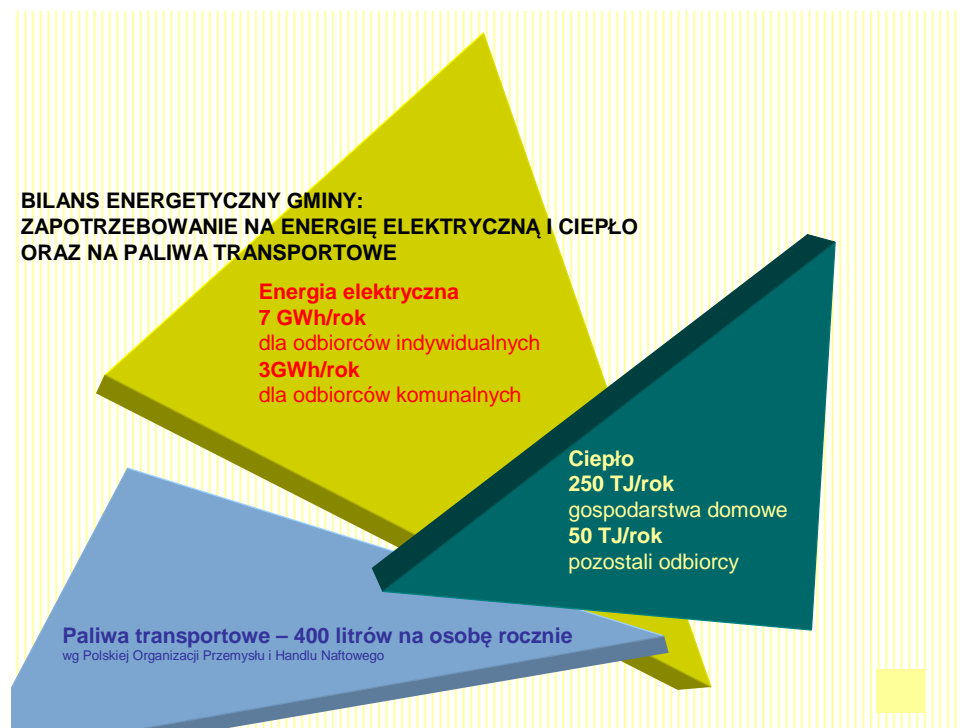 BILANS ENERGETYCZNY GMINY:
ZAPOTRZEBOWANIE NA ENERGIĘ ELEKTRYCZNĄ I CIEPŁO
ORAZ NA PALIWA TRANSPORTOWE
Energia elektryczna
7 GWh/rok
dla odbiorców indywidualnych
3GWh/rok
dla odbiorców komunalnych
Ciepło
250 TJ/rok
gospodarstwa domowe
50 TJ/rok
pozostali odbiorcy
Paliwa transportowe – 400 litrów na osobę rocznie
wg Polskiej Organizacji Przemysłu i Handlu Naftowego